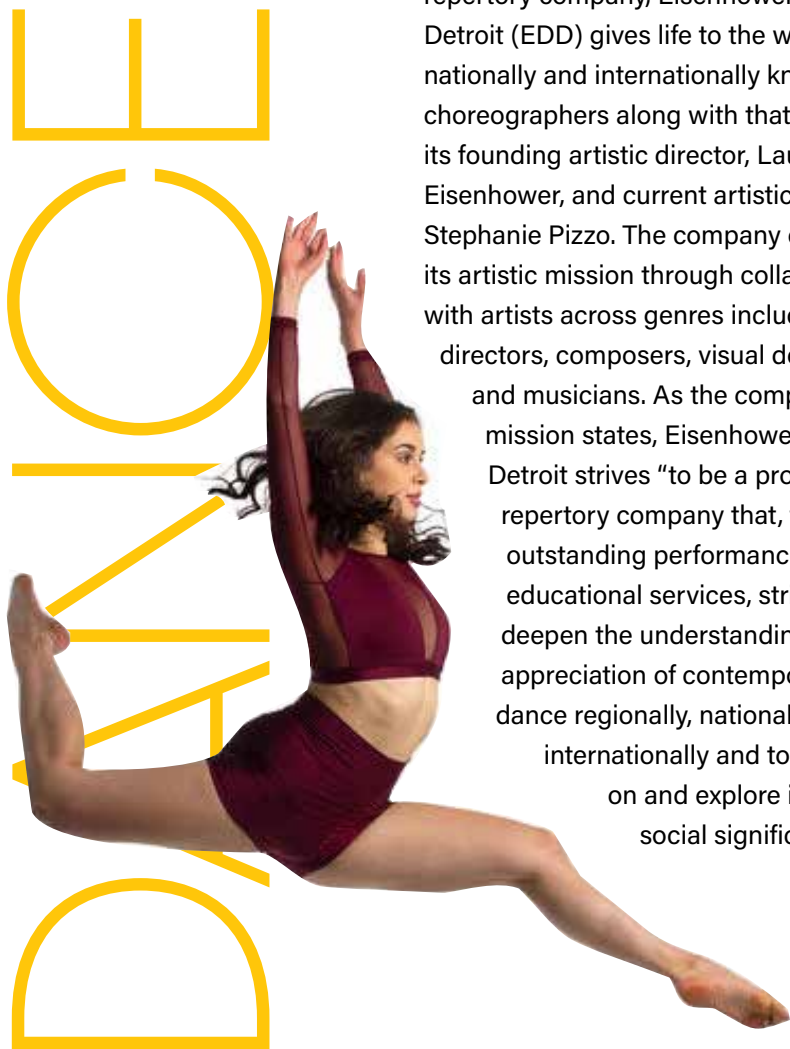 DANCE
repertory company, Eisenhower
Detroit (EDD) gives life to the w
nationally and internationally kn
choreographers along with that
its founding artistic director, Lau
Eisenhower, and current artistic
Stephanie Pizzo. The company
its artistic mission through colla
with artists across genres includ
directors, composers, visual de
and musicians. As the comp
mission states, Eisenhowe
Detroit strives “to be a pro
repertory company that,
outstanding performanc
educational services, str
deepen the understandin
appreciation of contempo
dance regionally, national
internationally and to
on and explore i
social signific